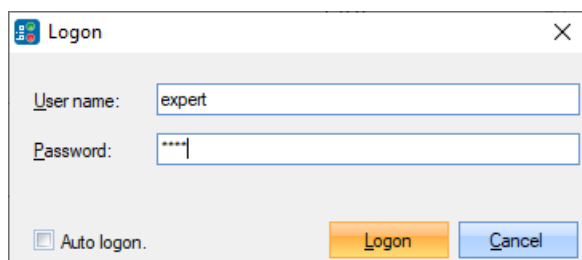 Logon
User name: expert
Password: ****
Auto logon. Logon Cancel